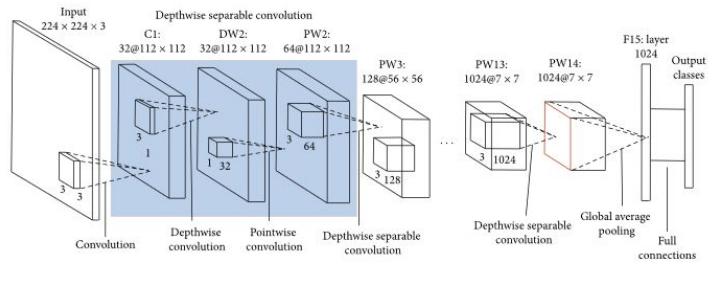 Input
224 × 224 × 3
Depthwise separable convolution
C1:
32@112 × 112
DW2:
32@112 × 112
PW2:
64@112 × 112
PW3:
128@56 × 56
PW13:
1024@7 × 7
PW14:
1024@7 × 7
F15: layer
1024
Output
classes
3
3
3
1
1
32
3
64
3
128
...
3
1024
Convolution
Depthwise
convolution
Pointwise
convolution
Depthwise separable
convolution
Depthwise separable
convolution
Global average
pooling
Full
connections